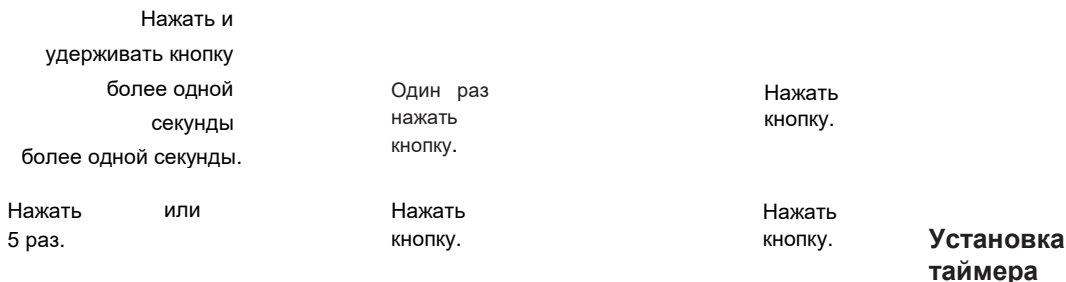 Нажать и
удерживать кнопку
более одной
секунды
более одной секунды.
Один раз
нажать
кнопку.
Нажать
кнопку.
Нажать или
5 раз.
Нажать
кнопку.
Нажать
кнопку.
Установка
таймера